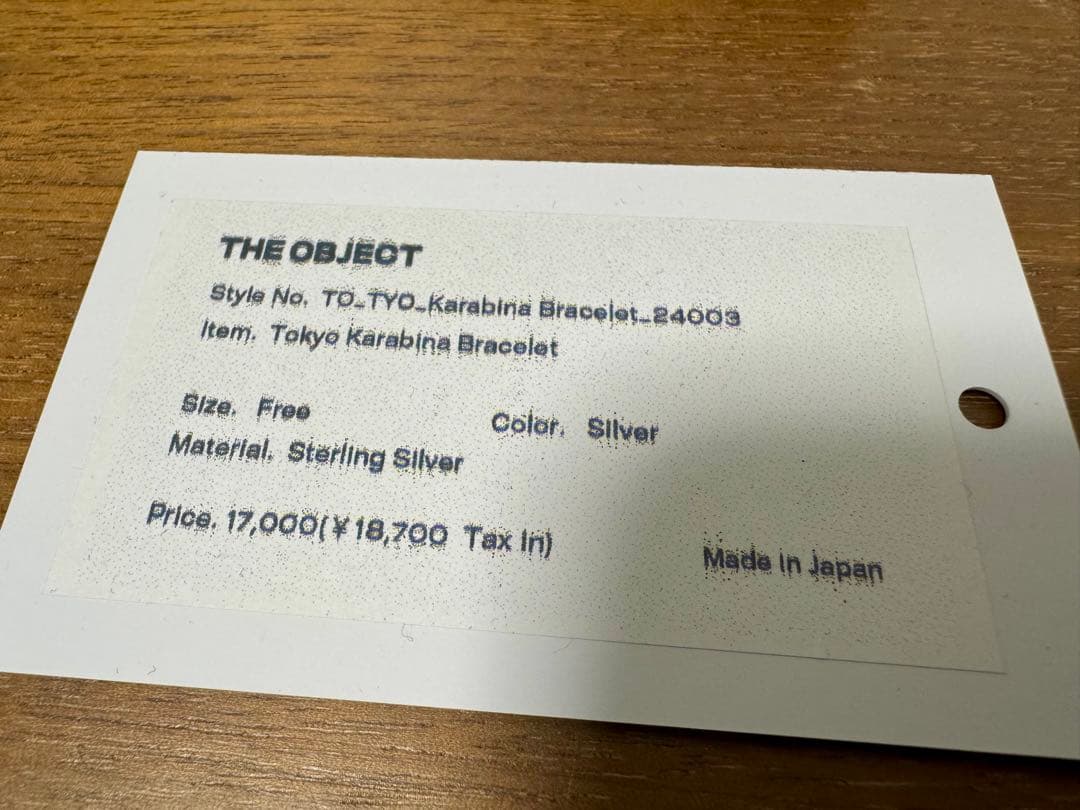 THE OBJECT
Style No. TO_TYO_Karabina Bracelet_24003
Item. Tokyo Karabina Bracelet
Size. Free Color. Silver
Material. Sterling Silver
Price. 17,000(¥18,700 Tax In)
Made in Japan